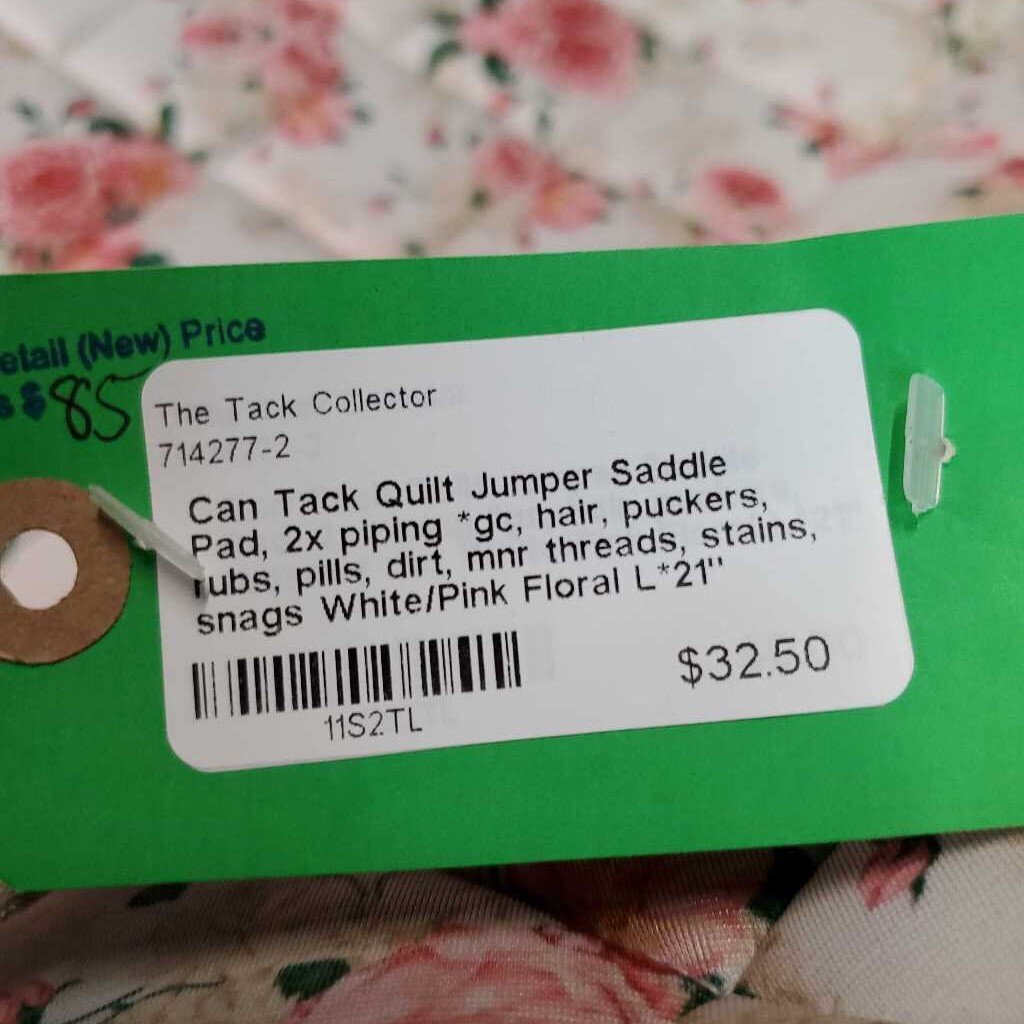 (New) Price
$85
The Tack Collector
714277-2
Can Tack Quilt Jumper Saddle
Pad, 2x piping *gc, hair, puckers,
rubs, pills, dirt, mnr threads, stains,
snags White/Pink Floral L*21"
$32.50
11S2TL